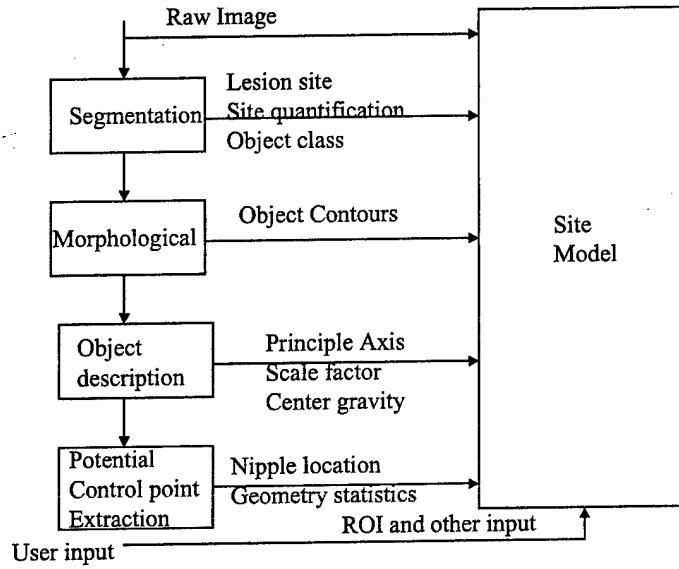 Raw Image
Segmentation
Lesion site
Site quantification
Object class
Morphological
Object Contours
Site
Model
Object
description
Principle Axis
Scale factor
Center gravity
Potential
Control point
Extraction
Nipple location
Geometry statistics
ROI and other input
User input